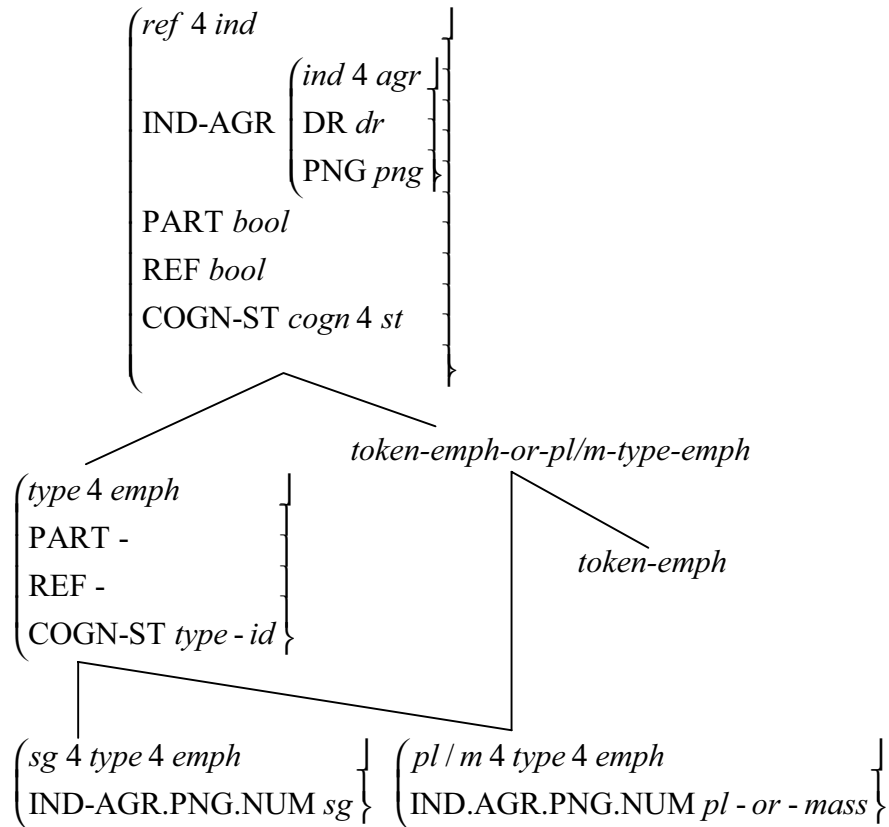 ref 4 ind
ind 4 agr
IND-AGR DR dr
PNG png
PART bool
REF bool
COGN-ST cogn 4 st
token-emph-or-pl/m-type-emph
type 4 emph
PART -
token-emph
REF -
COGN-ST type - id
sg 4 type 4 emph pl / m 4 type 4 emph
IND-AGR.PNG.NUM sg IND.AGR.PNG.NUM pl - or - mass